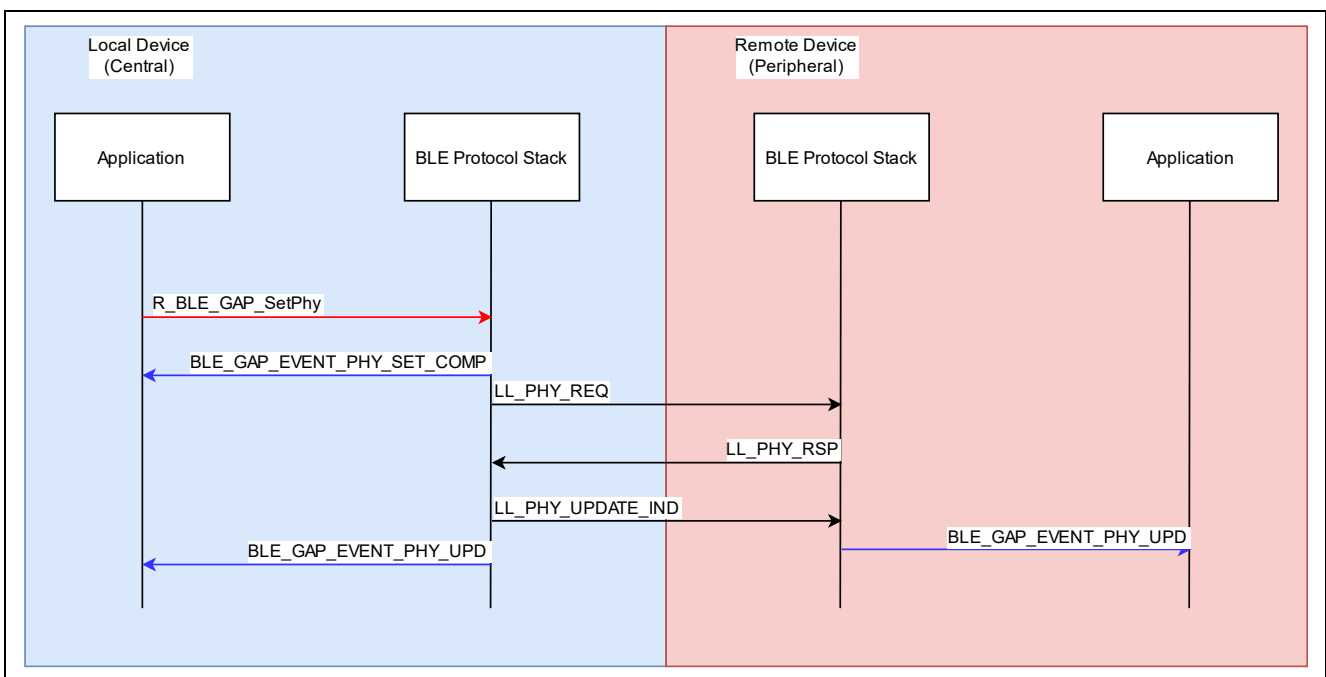 Local Device
(Central)
Remote Device
(Peripheral)
Application
BLE Protocol Stack
BLE Protocol Stack
Application
R_BLE_GAP_SetPhy
BLE_GAP_EVENT_PHY_SET_COMP
LL_PHY_REQ
LL_PHY_RSP
LL_PHY_UPDATE_IND
BLE_GAP_EVENT_PHY_UPD
BLE_GAP_EVENT_PHY_UPD